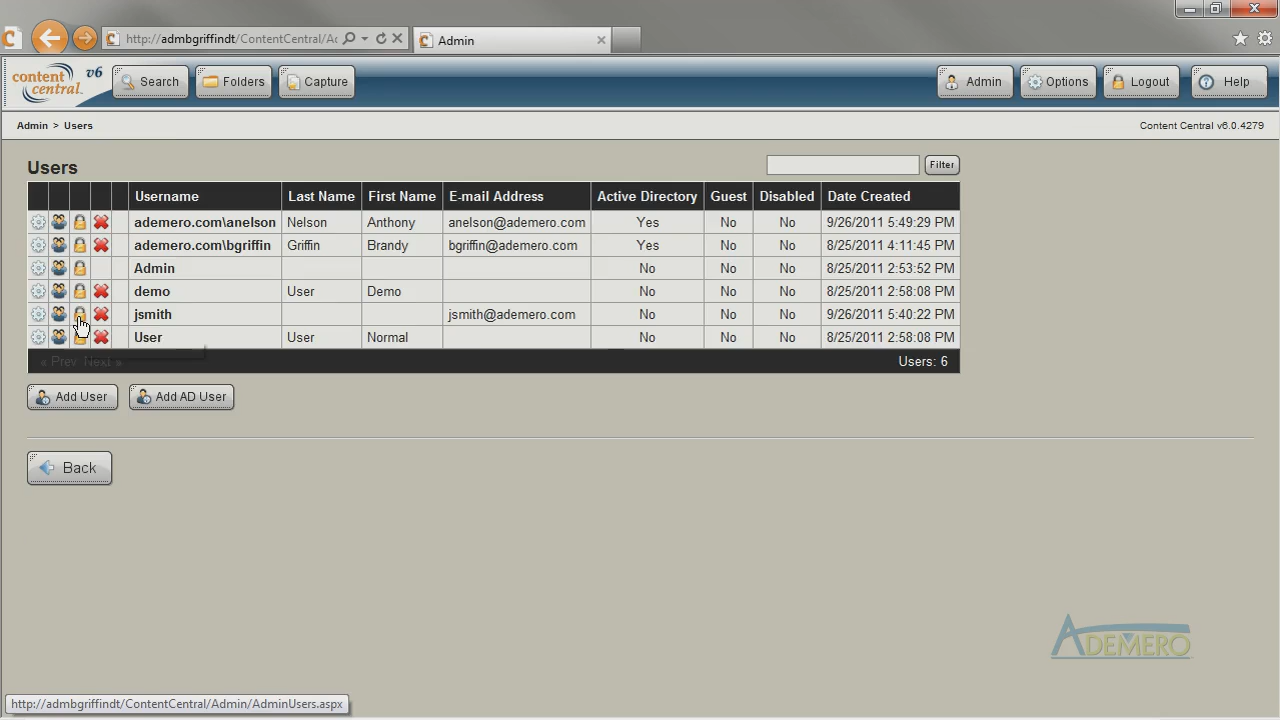 http://admbgriffindt/ContentCentral/Ac
Admin
content central. v6
Search
Folders
Capture
Admin
Options
Logout
Help
Admin > Users
Content Central v6.0.4279
Users
Filter
Username Last Name First Name E-mail Address Active Directory Guest Disabled Date Created
ademero.com\anelson Nelson Anthony anelson@ademero.com Yes No No 9/26/2011 5:49:29 PM
ademero.com\bgriffin Griffin Brandy bgriffin@ademero.com Yes No No 8/25/2011 4:11:45 PM
Admin No No No 8/25/2011 2:53:52 PM
demo User Demo No No No 8/25/2011 2:58:08 PM
jsmith jsmith@ademero.com No No No 9/26/2011 5:40:22 PM
User User Normal No No No 8/25/2011 2:58:08 PM
« Prev Next » Users: 6
Add User
Add AD User
Back
ADEMERO
http://admbgriffindt/ContentCentral/Admin/AdminUsers.aspx